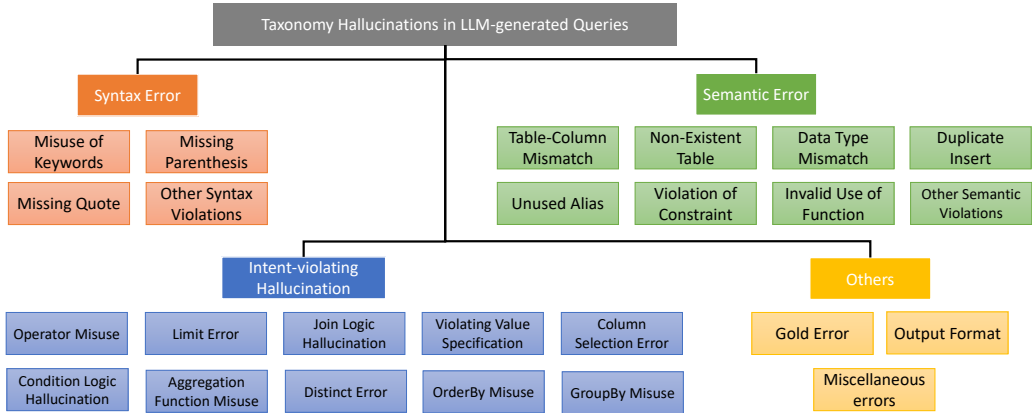 Taxonomy Hallucinations in LLM-generated Queries
Syntax Error
Semantic Error
Misuse of
Keywords
Missing
Parenthesis
Missing Quote
Other Syntax
Violations
Table-Column
Mismatch
Non-Existent
Table
Data Type
Mismatch
Duplicate
Insert
Unused Alias
Violation of
Constraint
Invalid Use of
Function
Other Semantic
Violations
Intent-violating
Hallucination
Others
Operator Misuse
Limit Error
Join Logic
Hallucination
Violating Value
Specification
Column
Selection Error
Condition Logic
Hallucination
Aggregation
Function Misuse
Distinct Error
OrderBy Misuse
GroupBy Misuse
Gold Error
Output Format
Miscellaneous
errors